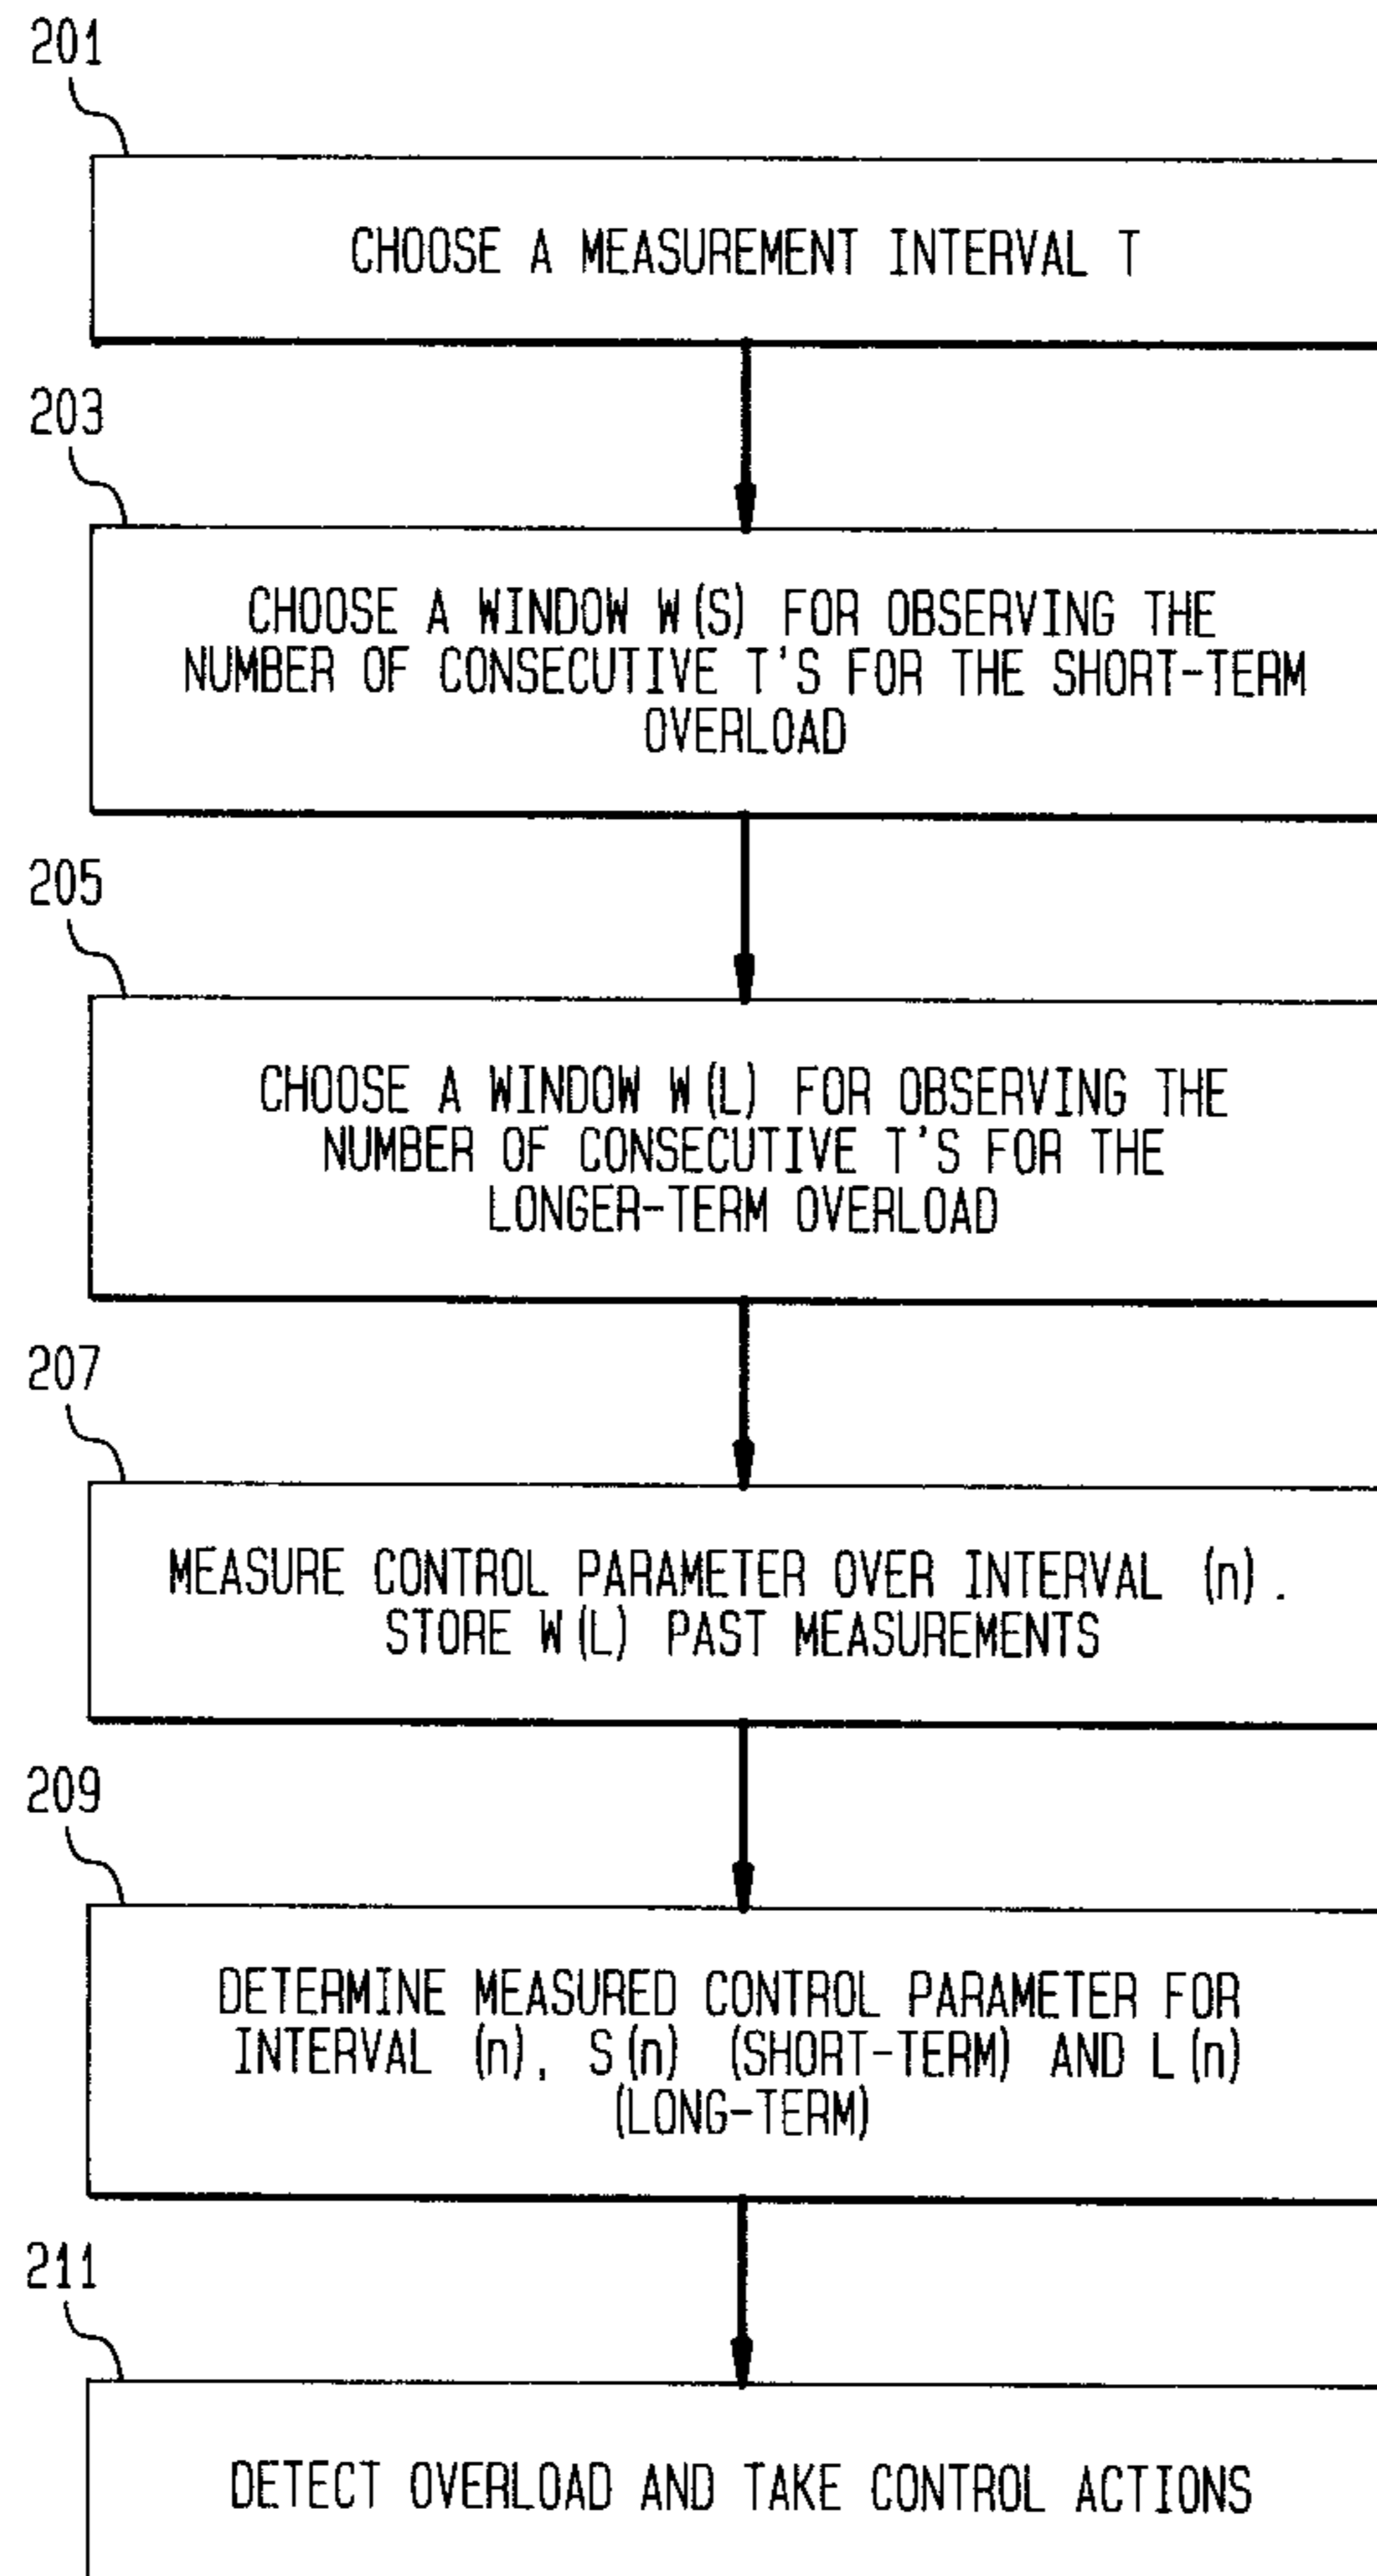 201
CHOOSE A MEASUREMENT INTERVAL T
203
CHOOSE A WINDOW W(S) FOR OBSERVING THE
NUMBER OF CONSECUTIVE T'S FOR THE SHORT-TERM
OVERLOAD
205
CHOOSE A WINDOW W(L) FOR OBSERVING THE
NUMBER OF CONSECUTIVE T'S FOR THE
LONGER-TERM OVERLOAD
207
MEASURE CONTROL PARAMETER OVER INTERVAL (n).
STORE W(L) PAST MEASUREMENTS
209
DETERMINE MEASURED CONTROL PARAMETER FOR
INTERVAL (n), S(n) (SHORT-TERM) AND L(n)
(LONG-TERM)
211
DETECT OVERLOAD AND TAKE CONTROL ACTIONS